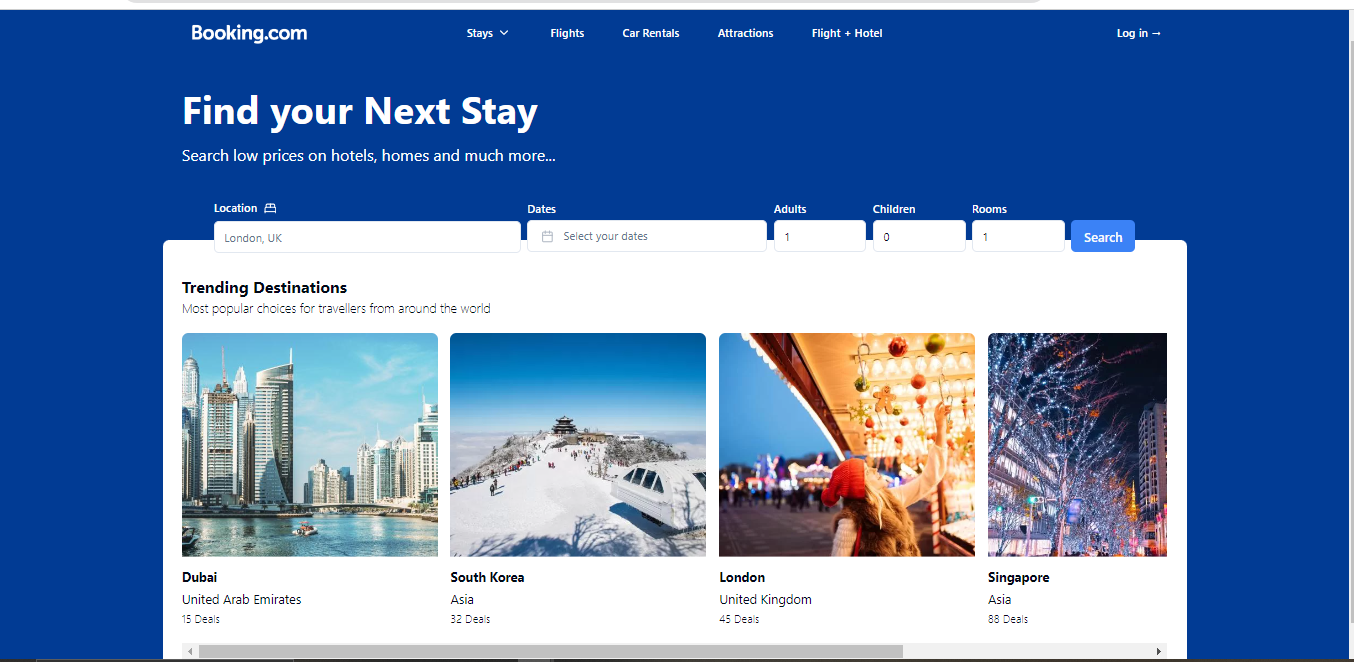 Booking.com
Stays
Flights
Car Rentals
Attractions
Flight + Hotel
Log in →
Find your Next Stay
Search low prices on hotels, homes and much more...
Location
Dates
Adults
Children
Rooms
London, UK
Select your dates
1
0
1
Search
Trending Destinations
Most popular choices for travellers from around the world
Dubai
United Arab Emirates
15 Deals
South Korea
Asia
32 Deals
London
United Kingdom
45 Deals
Singapore
Asia
88 Deals